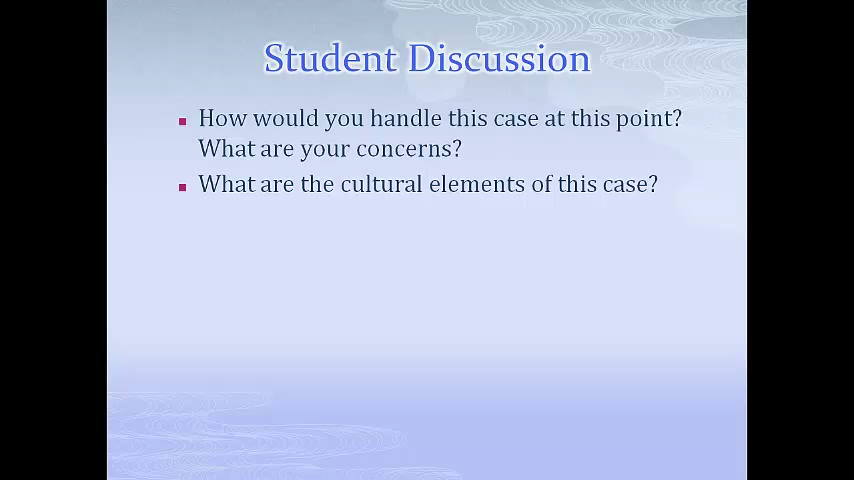 Student Discussion
How would you handle this case at this point?
What are your concerns?
What are the cultural elements of this case?